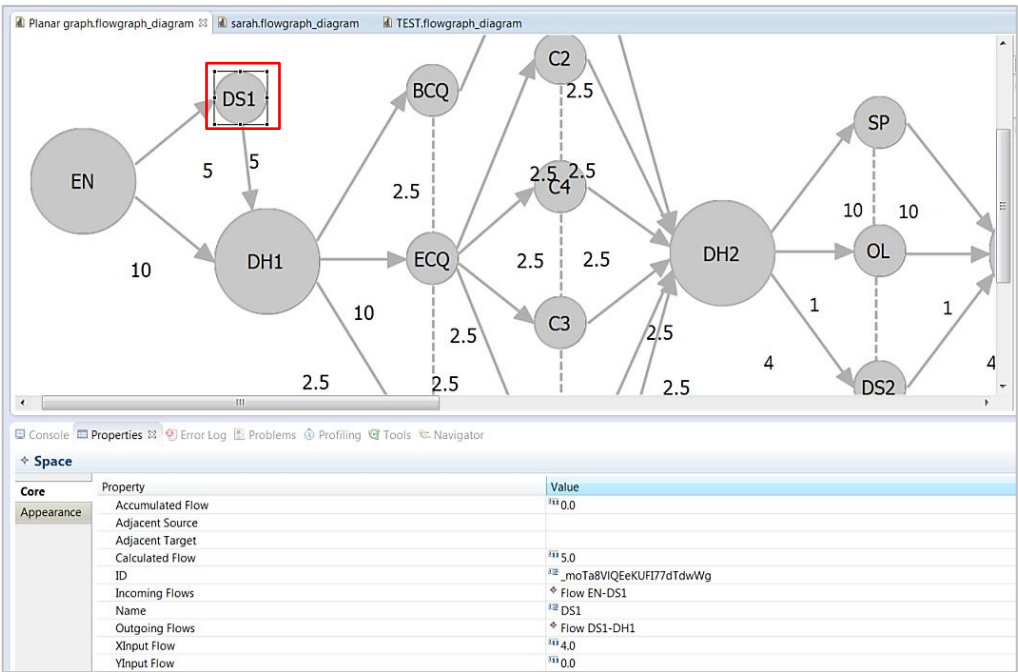 Planar graph.flowgraph_diagram sarah.flowgraph_diagram TEST.flowgraph_diagram
C2
BCQ 2.5
DS1
SP
5 5
EN 2.5 2.5 2.5
C4
10 10
ECQ 2.5 2.5 DH2 OL
DH1
10
10 1 1
C3
2.5 2.5
4 4
2.5 2.5 2.5 DS2
Console Properties Error Log Problems Profiling Tools Navigator
Space
Core Property Value
Appearance Accumulated Flow 0.0
Adjacent Source
Adjacent Target
Calculated Flow 5.0
ID _moTa8VlQEeKUFI77dTdwWg
Incoming Flows Flow EN-DS1
Name DS1
Outgoing Flows Flow DS1-DH1
XInput Flow 4.0
YInput Flow 0.0